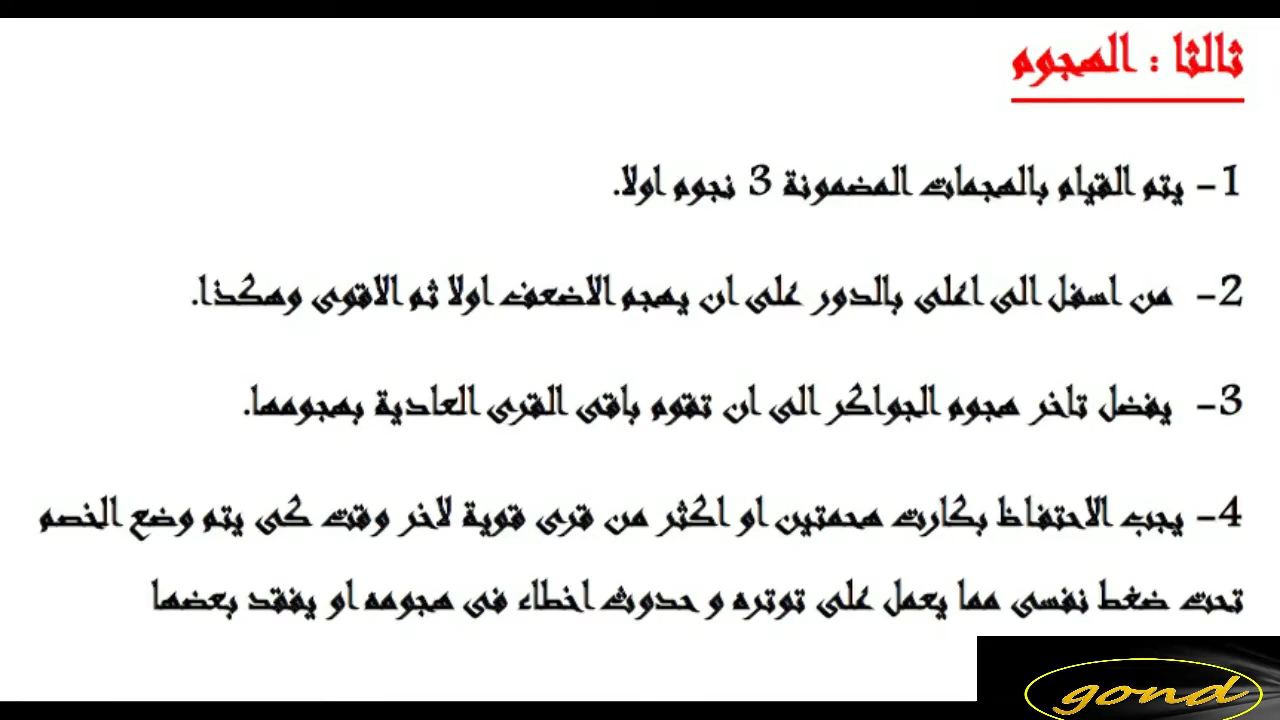 ثالثا : الهجوم
1- يتم القيام بالهجمات المضمونة 3 نجوم اولا.
2- من اسفل الى اعلى بالدور على ان يهجم الاضعف اولا ثم الاقوى وهكذا.
3- يفضل تاخر هجوم الجواكر الى ان تقوم باقى القرى العادية بهجومها.
4- يجب الاحتفاظ بكارت هجمتين او اكثر من قرى قوية لاخر وقت كى يتم وضع الخصم
تحت ضغط نفسى مما يعمل على توتره و حدوث اخطاء فى هجومه او يفقد بعضها
gond